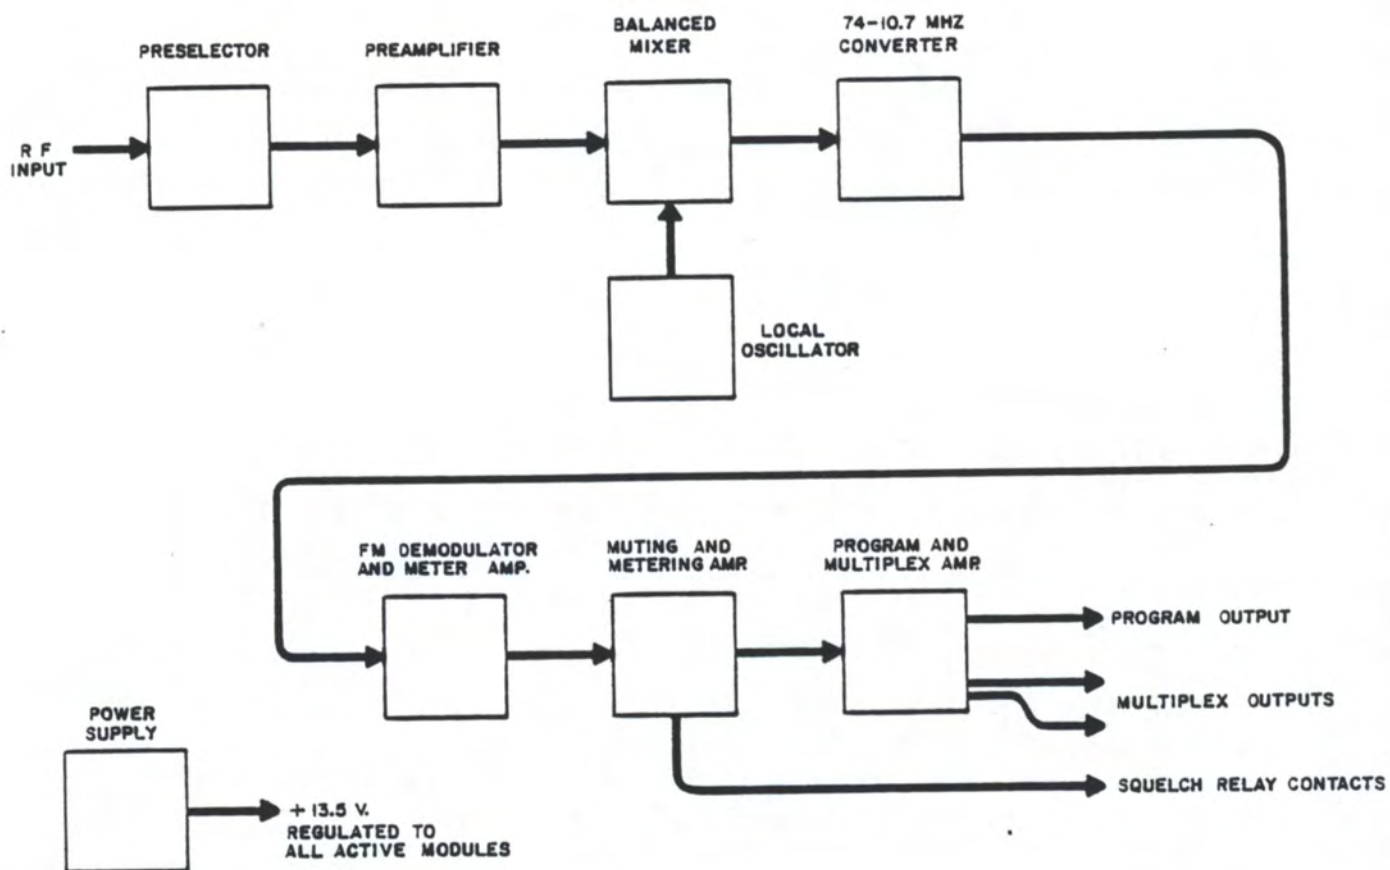 PRESELECTOR
PREAMPLIFIER
BALANCED
MIXER
74-10.7 MHZ
CONVERTER
R F
INPUT
LOCAL
OSCILLATOR
FM DEMODULATOR
AND METER AMP.
MUTING AND
METERING AMP.
PROGRAM AND
MULTIPLEX AMP.
PROGRAM OUTPUT
MULTIPLEX OUTPUTS
SQUELCH RELAY CONTACTS
POWER
SUPPLY
+ 13.5 V.
REGULATED TO
ALL ACTIVE MODULES